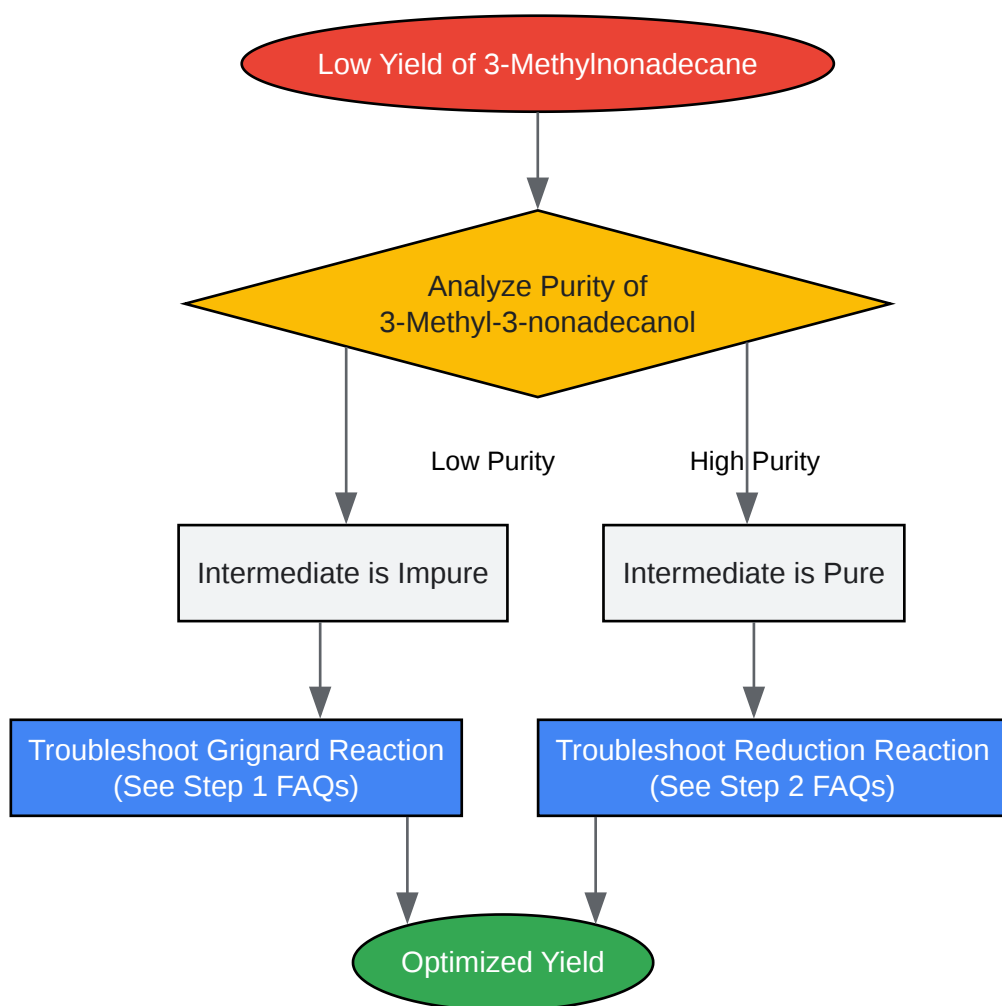 Low Yield of 3-Methylnonadecane
Analyze Purity of
3-Methyl-3-nonadecanol
Low Purity
High Purity
Intermediate is Impure
Intermediate is Pure
Troubleshoot Grignard Reaction
(See Step 1 FAQs)
Troubleshoot Reduction Reaction
(See Step 2 FAQs)
Optimized Yield